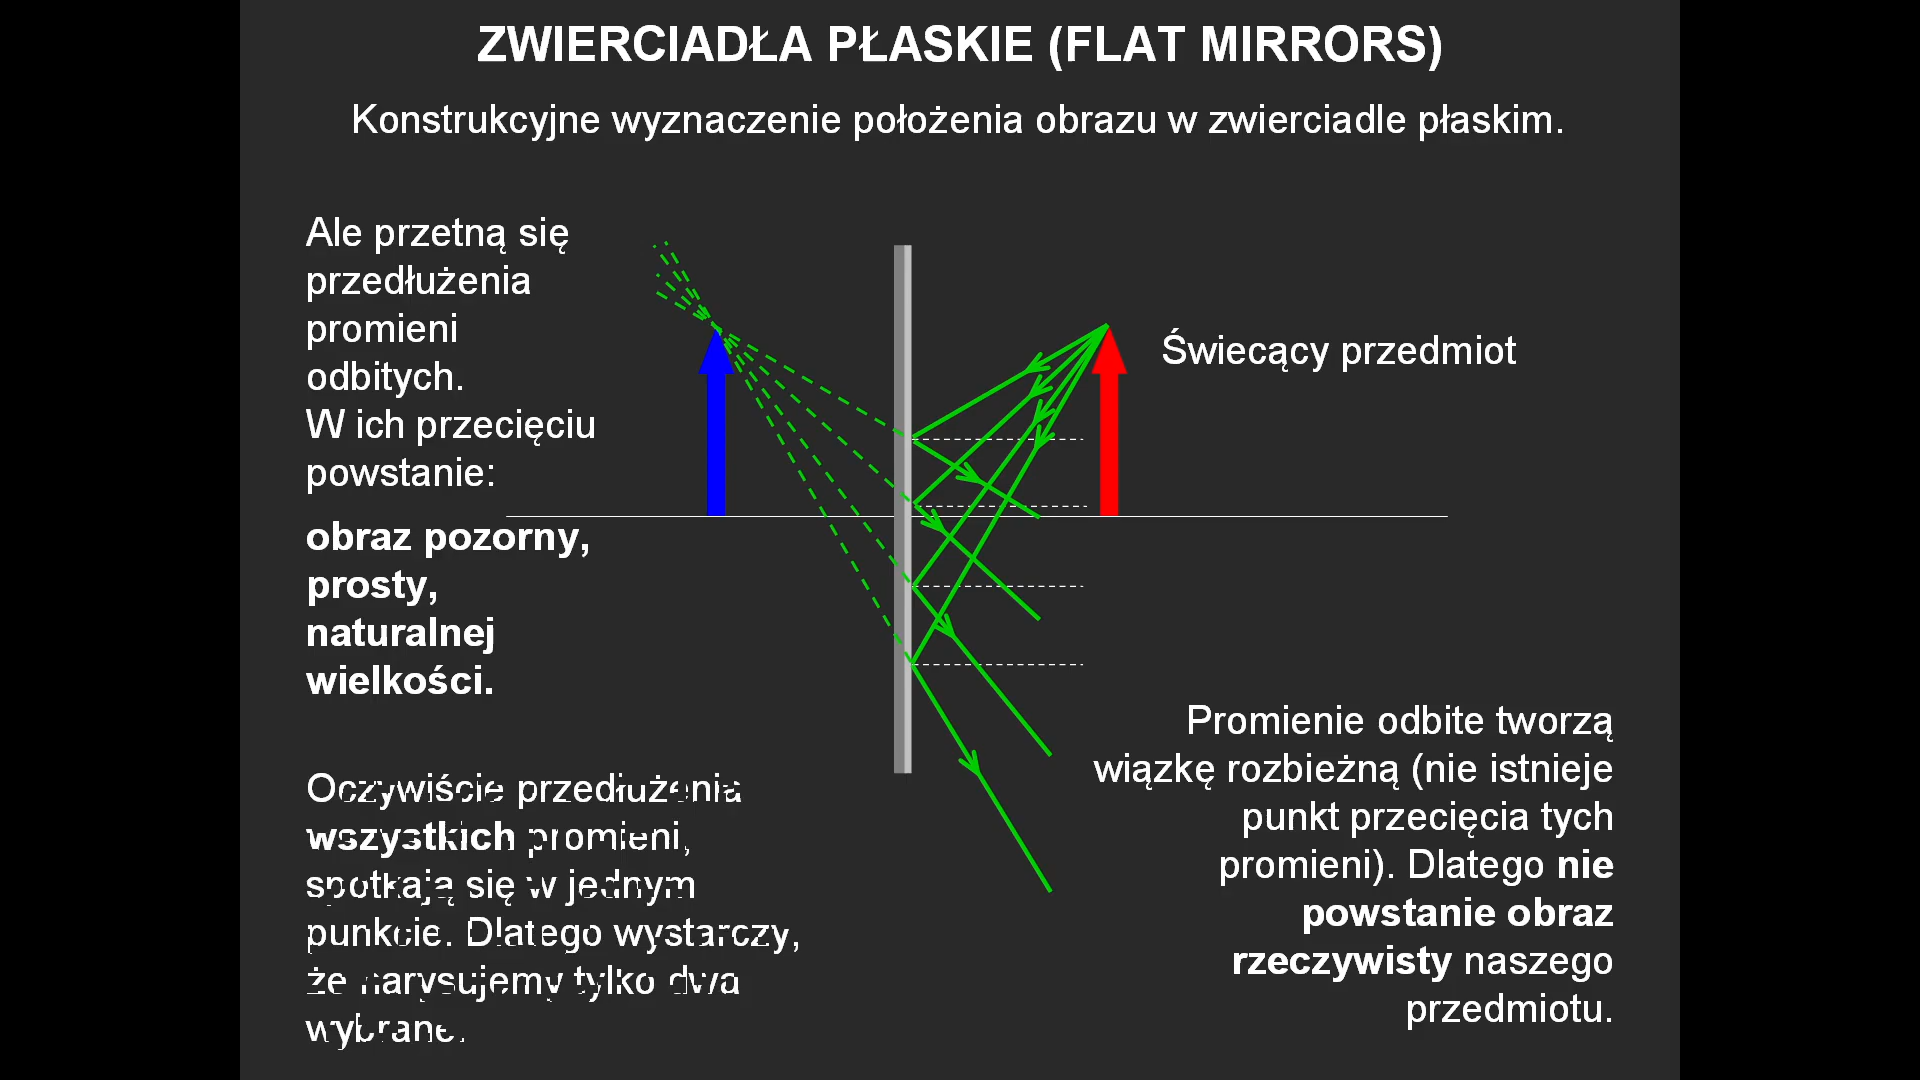 ZWIERCIADŁA PŁASKIE (FLAT MIRRORS)
Konstrukcyjne wyznaczenie położenia obrazu w zwierciadle płaskim.
Ale przetną się
przedłużenia
promieni
odbitych.
W ich przecięciu
powstanie:
obraz pozorny,
prosty,
naturalnej
wielkości.
Oczywiście przedłużenia
wszystkich promieni,
spotkają się w jednym
punkcie. Dlatego wystarczy,
że narysujemy tylko dwa
wybrane.
Świecący przedmiot
Promienie odbite tworzą
wiązkę rozbieżną (nie istnieje
punkt przecięcia tych
promieni). Dlatego nie
powstanie obraz
rzeczywisty naszego
przedmiotu.